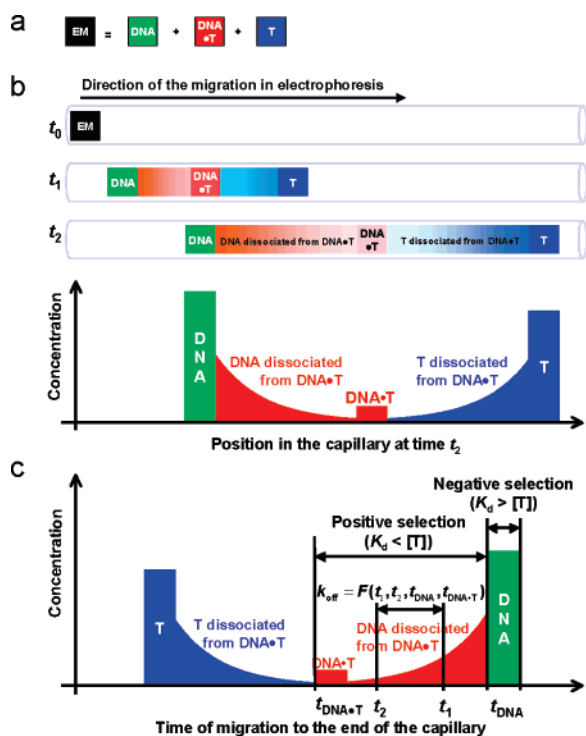 a
EM = DNA + DNA•T + T
b
Direction of the migration in electrophoresis
t0
EM
t1
DNA
DNA
•T
T
t2
DNA
DNA dissociated from DNA•T
DNA
•T
T dissociated from DNA•T
T
Concentration
DNA
DNA dissociated
from DNA•T
DNA•T
T dissociated
from DNA•T
T
Position in the capillary at time t2
c
Negative selection
(Kd > [T])
Positive selection
(Kd < [T])
koff = F(t1, t2, tDNA, tDNA•T)
Concentration
T
T dissociated
from DNA•T
DNA•T
DNA dissociated
from DNA•T
DNA
tDNA•T t2 t1 tDNA
Time of migration to the end of the capillary